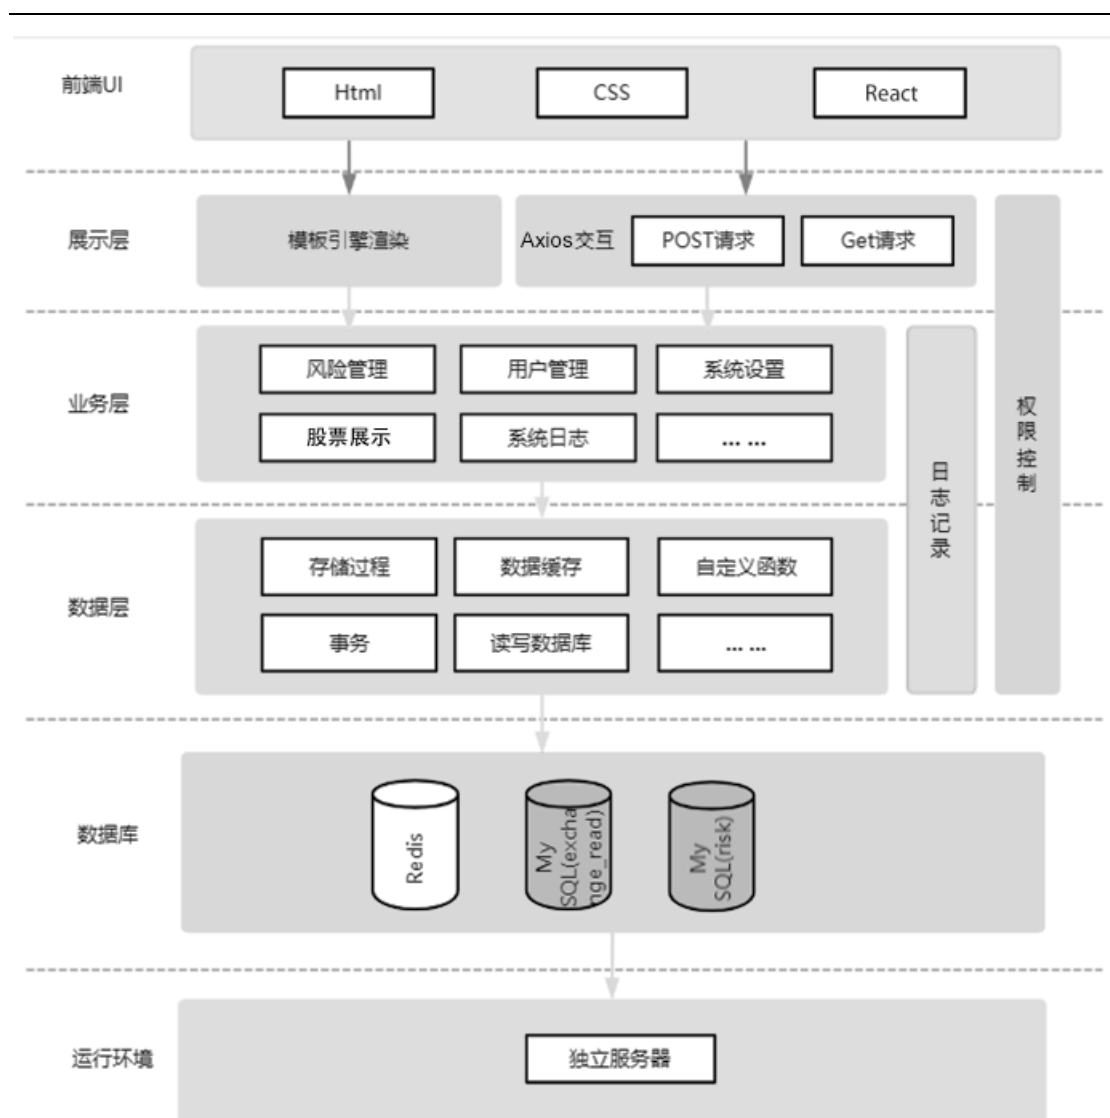 前端UI
Html
CSS
React
展示层
模板引擎渲染
Axios交互
POST请求
Get请求
业务层
风险管理
用户管理
系统设置
股票展示
系统日志
... ...
日志记录
权限控制
数据层
存储过程
数据缓存
自定义函数
事务
读写数据库
... ...
数据库
Redis
My
SQL(excha
nge_read)
My
SQL(risk)
运行环境
独立服务器